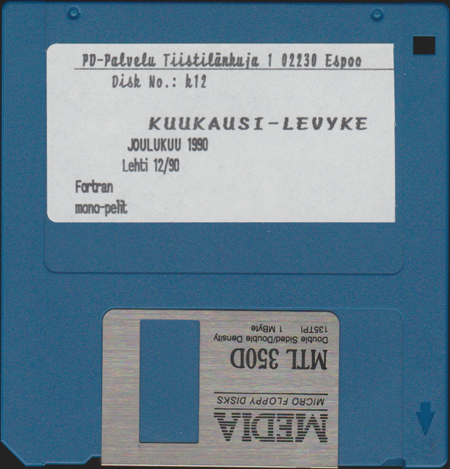 PD-Palvelu Tiistilänkuja 1 02230 Espoo
Disk No.: k12
KUUKAUSI-LEVYKE
JOULUKUU 1990
Lehti 12/90
Fortran
mono-pelit
MEDIA
MICRO FLOPPY DISKS
MTL 350D
Double Sided/Double Density
1 MByte
135TPI